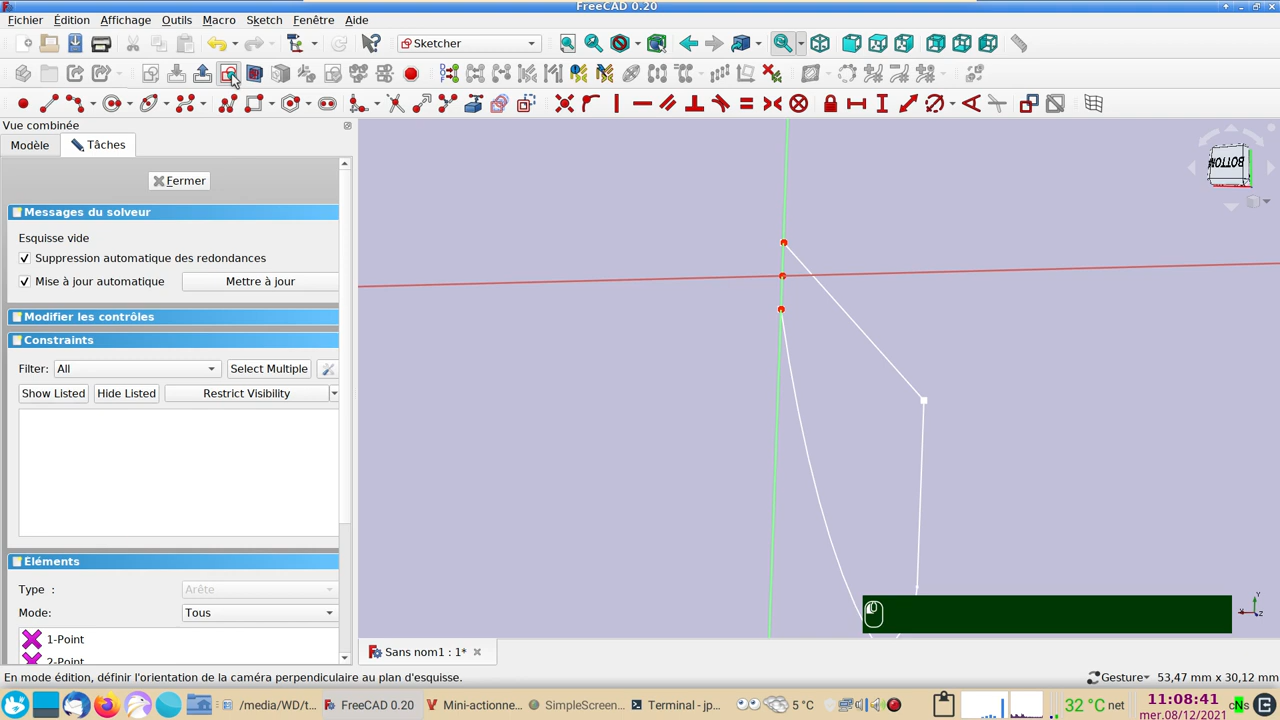 FreeCAD 0.20
Fichier Édition Affichage Outils Macro Sketch Fenêtre Aide
Sketcher
Vue combinée
Modèle Tâches
Fermer
Messages du solveur
Esquisse vide
Suppression automatique des redondances
Mise à jour automatique Mettre à jour
Modifier les contrôles
Constraints
Filter: All Select Multiple
Show Listed Hide Listed Restrict Visibility
Eléments
Type : Arête
Mode: Tous
1-Point
2-Point
BOTTOM
Y
Z
Sans nom1 : 1*
En mode édition, définir l'orientation de la caméra perpendiculaire au plan d'esquisse.
Gesture 53,47 mm x 30,12 mm
/media/WD/t... FreeCAD 0.20 Mini-actionne... SimpleScreen... Terminal - jp... 5 °C 32 °C net 11:08:41
mer.08/12/2021